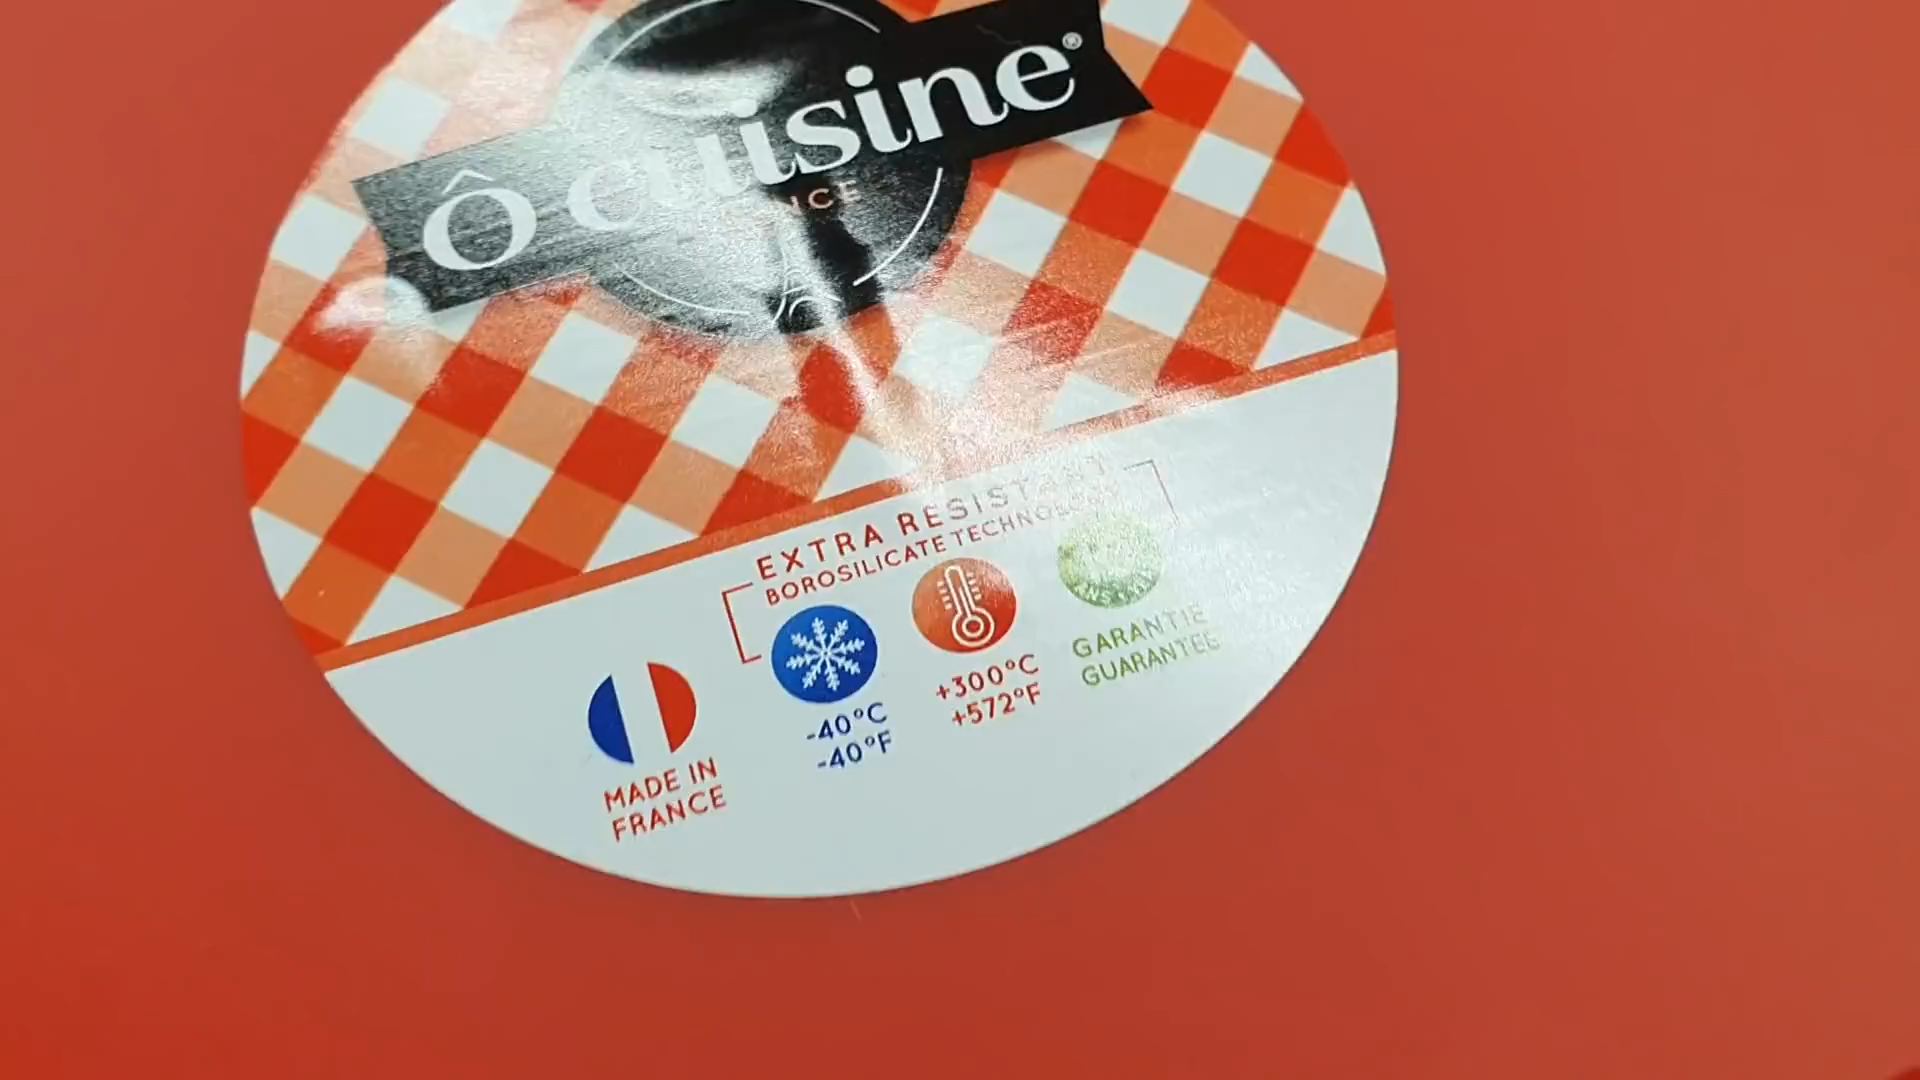 Ô cuisine®
EXTRA RESISTANT
BOROSILICATE TECHNOLOGY
-40°C
-40°F
+300°C
+572°F
GARANTIE
GUARANTEE
MADE IN
FRANCE